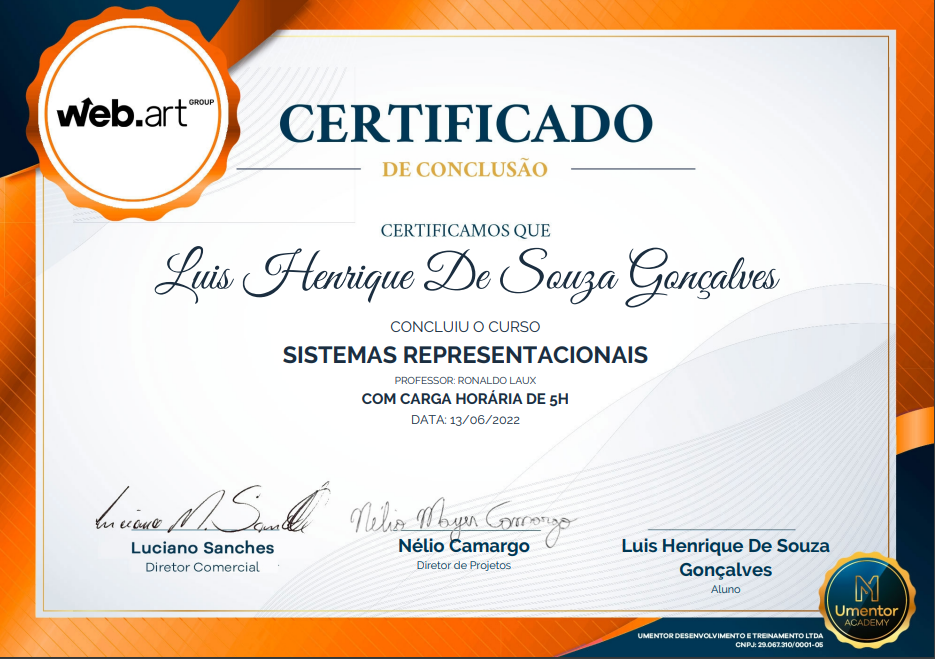 web.art GROUP
CERTIFICADO
DE CONCLUSÃO
CERTIFICAMOS QUE
Luis Henrique De Souza Gonçalves
CONCLUIU O CURSO
SISTEMAS REPRESENTACIONAIS
PROFESSOR: RONALDO LAUX
COM CARGA HORÁRIA DE 5H
DATA: 13/06/2022
Luciano M. Nélio Mayer Camargo
Luciano Sanches
Diretor Comercial
Nélio Camargo
Diretor de Projetos
Luis Henrique De Souza
Gonçalves
Aluno
M
Umentor
ACADEMY
UMENTOR DESENVOLVIMENTO E TREINAMENTO LTDA
CNPJ: 29.067.310/0001-05